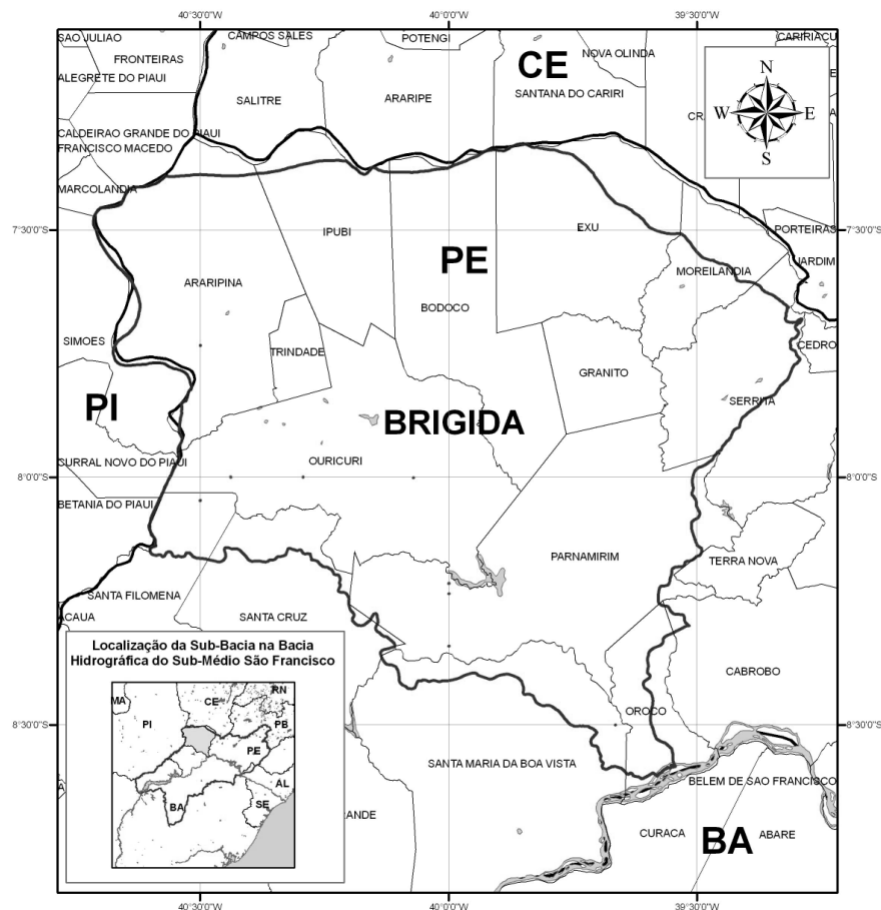 40°30'0"W
40°0'0"W
39°30'0"W
SAO JULIAO
CAMPOS SALES
POTENGI
CARIRIACU
FRONTEIRAS
CE
NOVA OLINDA
ALEGRETE DO PIAUI
SALITRE
ARARIPE
SANTANA DO CARIRI
N
W
E
S
CALDEIRAO GRANDE DO PIAUI
FRANCISCO MACEDO
MARCOLANDIA
7°30'0"S
IPUBI
EXU
PORTEIRAS
7°30'0"S
PE
MOREILANDIA
JARDIM
ARARIPINA
BODOCO
SIMOES
TRINDADE
CEDRO
GRANITO
PI
SERRITA
BRIGIDA
CURRAL NOVO DO PIAUI
OURICURI
8°0'0"S
8°0'0"S
BETANIA DO PIAUI
PARNAMIRIM
TERRA NOVA
SANTA FILOMENA
ACAUA
SANTA CRUZ
Localização da Sub-Bacia na Bacia
Hidrográfica do Sub-Médio São Francisco
CABROBO
MA
CE
RN
PI
PB
PE
AL
BA
SE
OROCO
8°30'0"S
8°30'0"S
SANTA MARIA DA BOA VISTA
BELEM DE SAO FRANCISCO
ANDE
CURACA
BA
ABARE
40°30'0"W
40°0'0"W
39°30'0"W